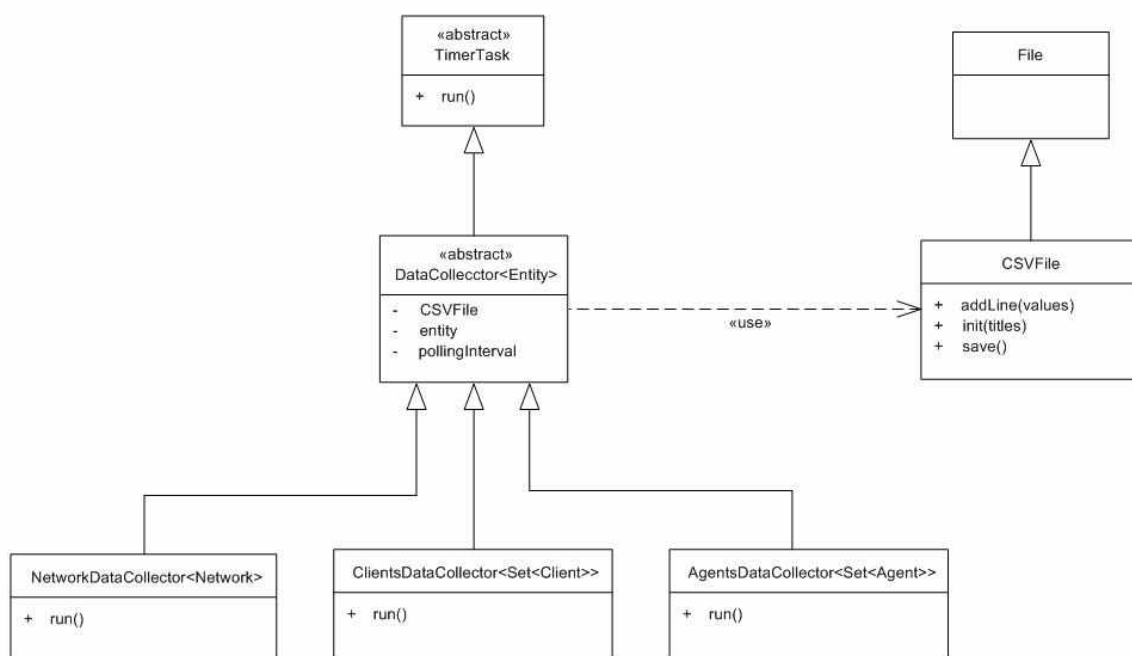 «abstract»
TimerTask
+ run()
File
«abstract»
DataCollecctor<Entity>
- CSVFile
- entity
- pollingInterval
«use»
CSVFile
+ addLine(values)
+ init(titles)
+ save()
NetworkDataCollector<Network>
+ run()
ClientsDataCollector<Set<Client>>
+ run()
AgentsDataCollector<Set<Agent>>
+ run()